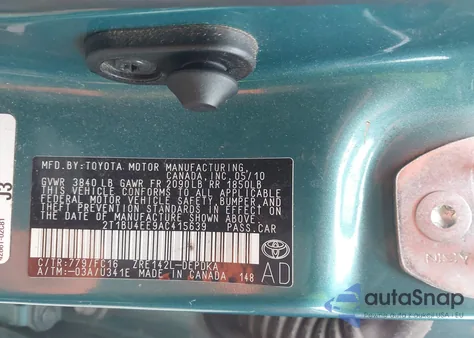 MFD.BY:TOYOTA MOTOR MANUFACTURING,
CANADA,INC.05/10
GVWR 3840LB GAWR FR 2090LB RR 1850LB
THIS VEHICLE CONFORMS TO ALL APPLICABLE
FEDERAL MOTOR VEHICLE SAFETY, BUMPER, AND
THEFT PREVENTION STANDARDS IN EFFECT ON
THE DATE OF MANUFACTURE SHOWN ABOVE.
2T1BU4EE9AC415639 PASS.CAR
C/TR:779/FC16 ZRE142L-DEPDKA
A/TM:-03A/U341E MADE IN CANADA 148
AD
J3
autoSnap